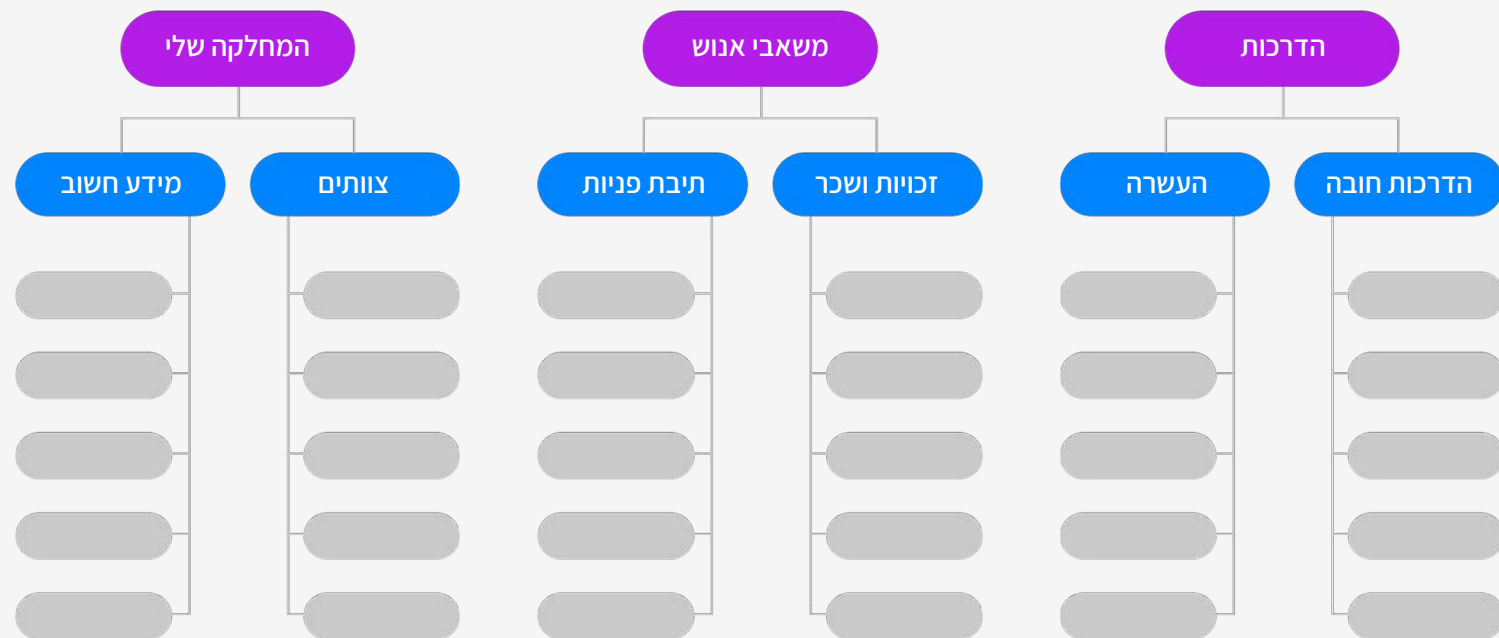 הדרכות
משאבי אנוש
המחלקה שלי
הדרכות חובה
העשרה
זכויות ושכר
תיבת פניות
צוותים
מידע חשוב